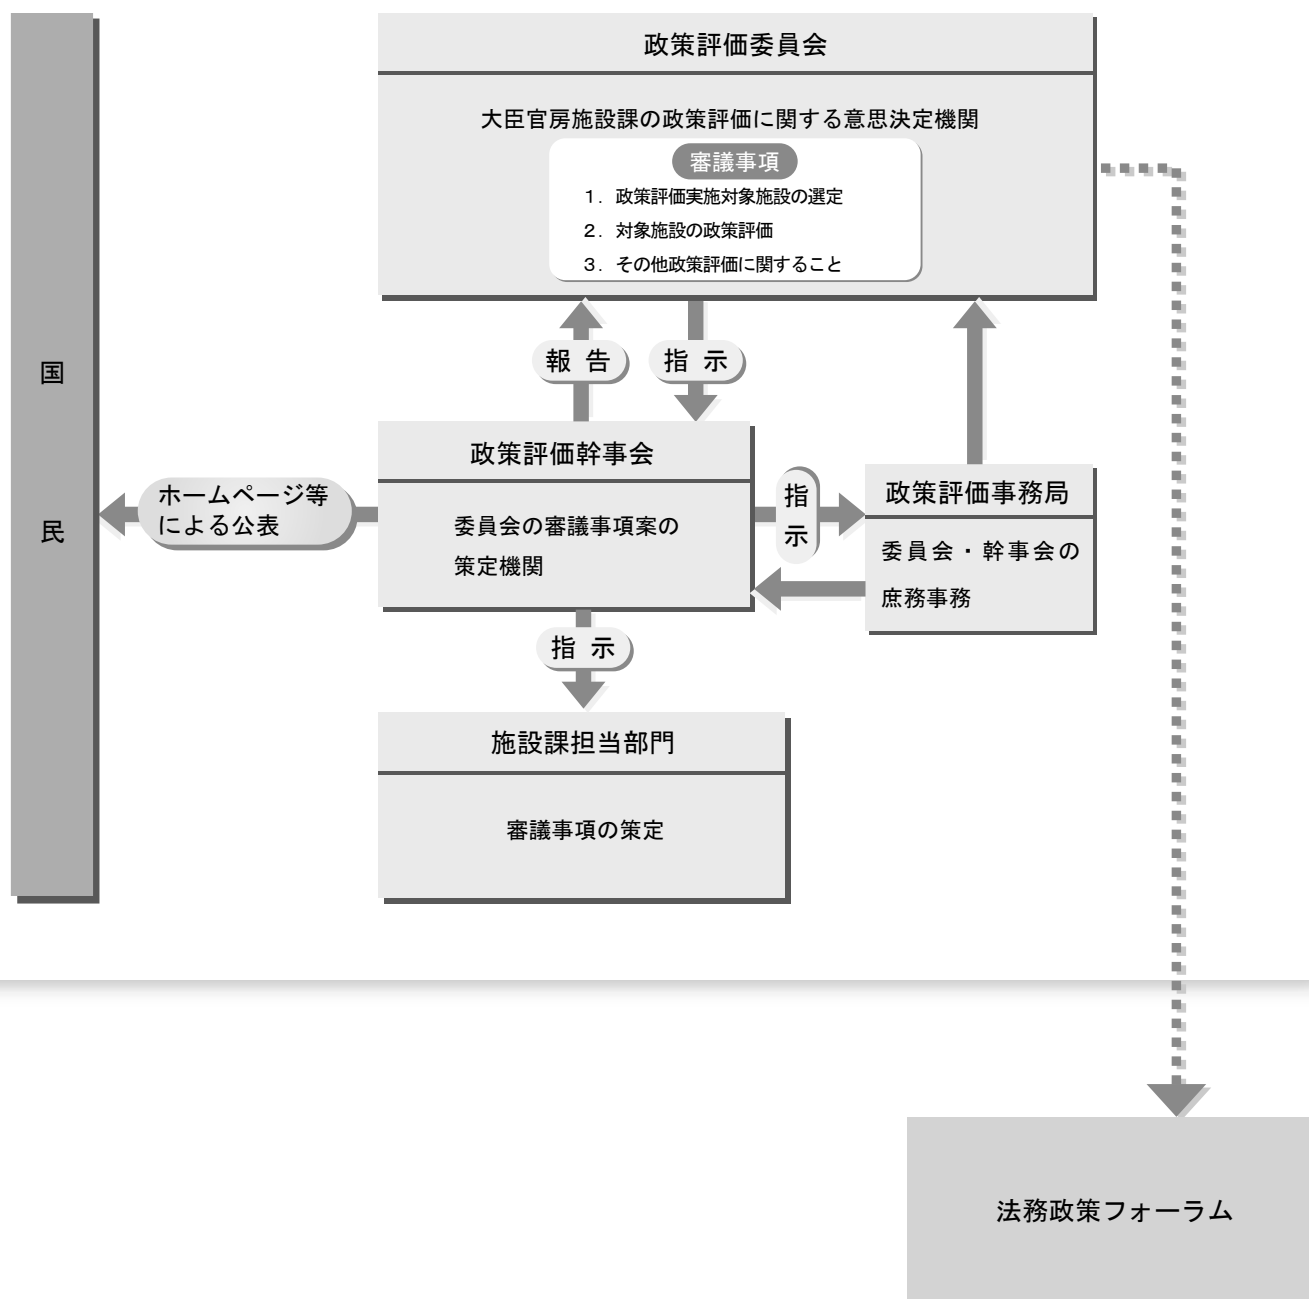 国民
政策評価委員会
大臣官房施設課の政策評価に関する意思決定機関
審議事項
1. 政策評価実施対象施設の選定
2. 対象施設の政策評価
3. その他政策評価に関すること
報告
指示
政策評価幹事会
委員会の審議事項案の
策定機関
ホームページ等
による公表
指示
政策評価事務局
委員会・幹事会の
庶務事務
指示
施設課担当部門
審議事項の策定
法務政策フォーラム